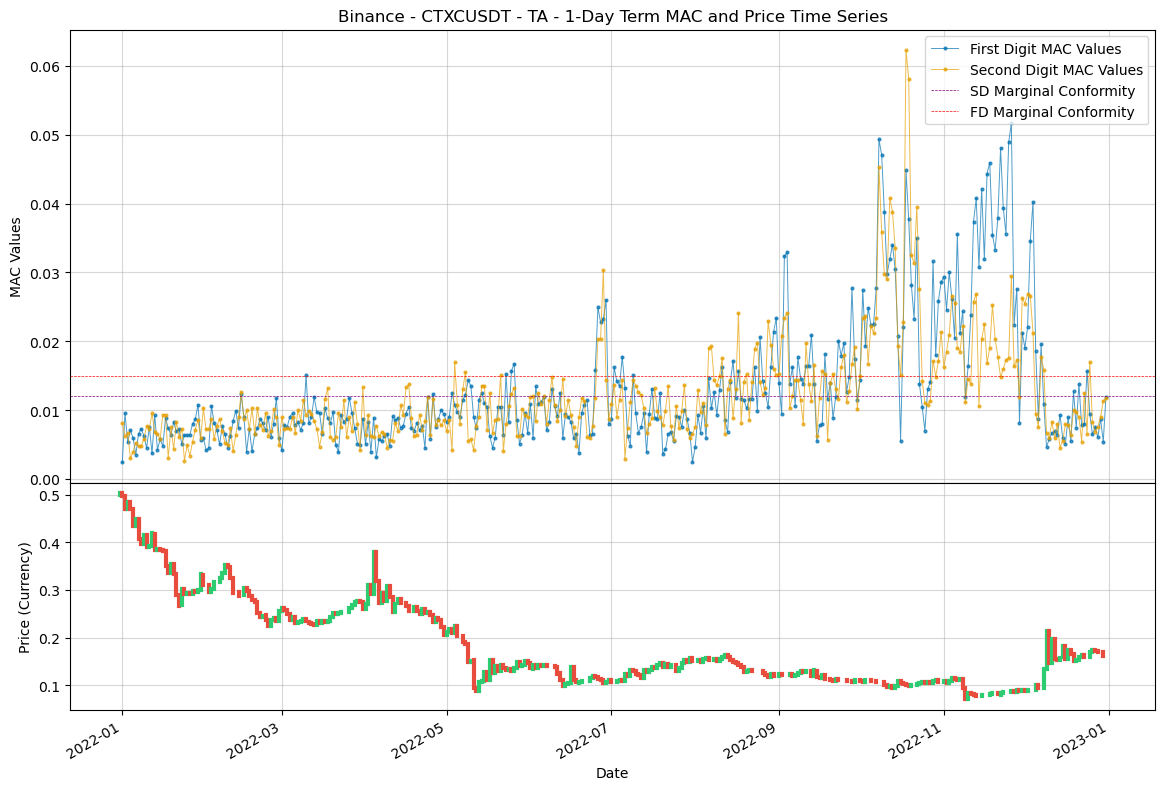 Binance - CTXCUSDT - TA - 1-Day Term MAC and Price Time Series
First Digit MAC Values
Second Digit MAC Values
SD Marginal Conformity
FD Marginal Conformity
MAC Values
0.06
0.05
0.04
0.03
0.02
0.01
0.00
Price (Currency)
0.5
0.4
0.3
0.2
0.1
2022-01
2022-03
2022-05
2022-07
2022-09
2022-11
2023-01
Date